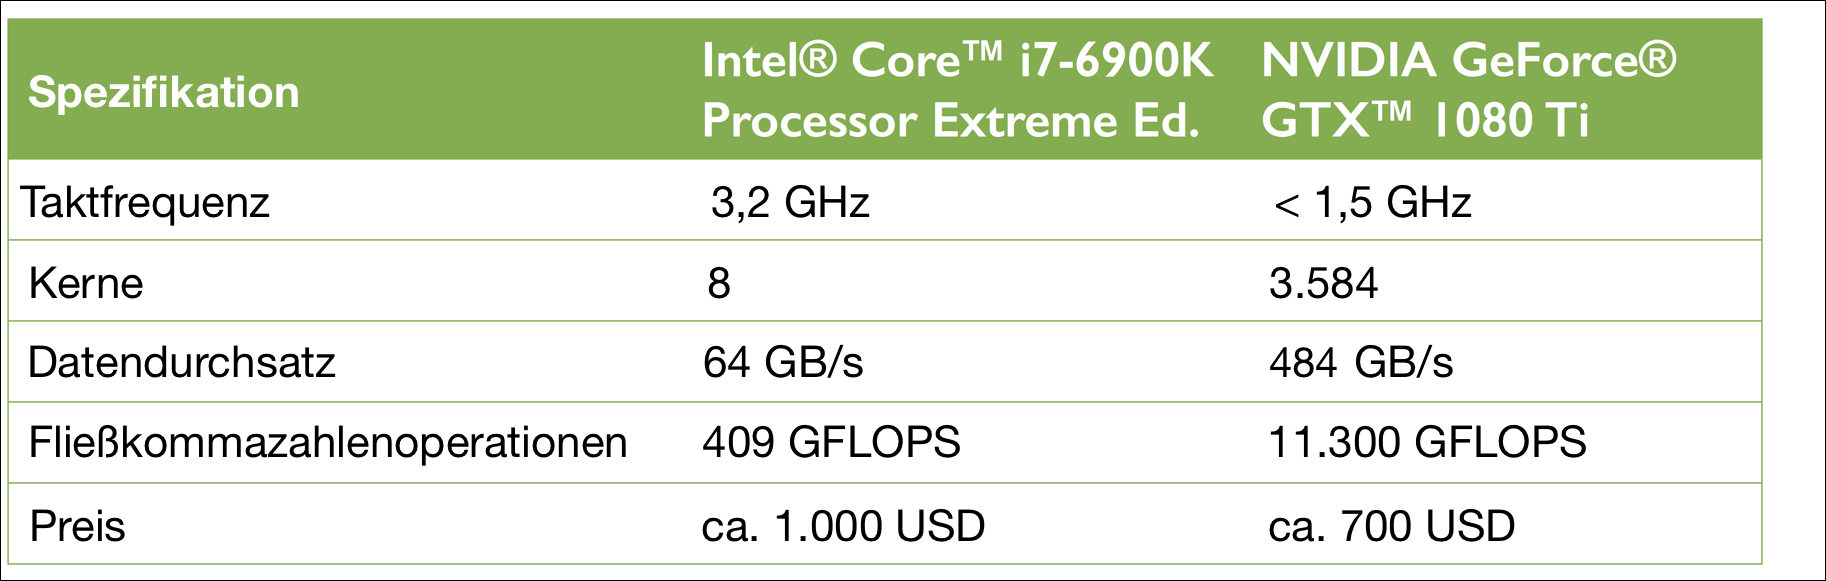 Spezifikation
Intel® Core™ i7-6900K
Processor Extreme Ed.
NVIDIA GeForce®
GTX™ 1080 Ti
Taktfrequenz 3,2 GHz < 1,5 GHz
Kerne 8 3.584
Datendurchsatz 64 GB/s 484 GB/s
Fließkommazahlenoperationen 409 GFLOPS 11.300 GFLOPS
Preis ca. 1.000 USD ca. 700 USD